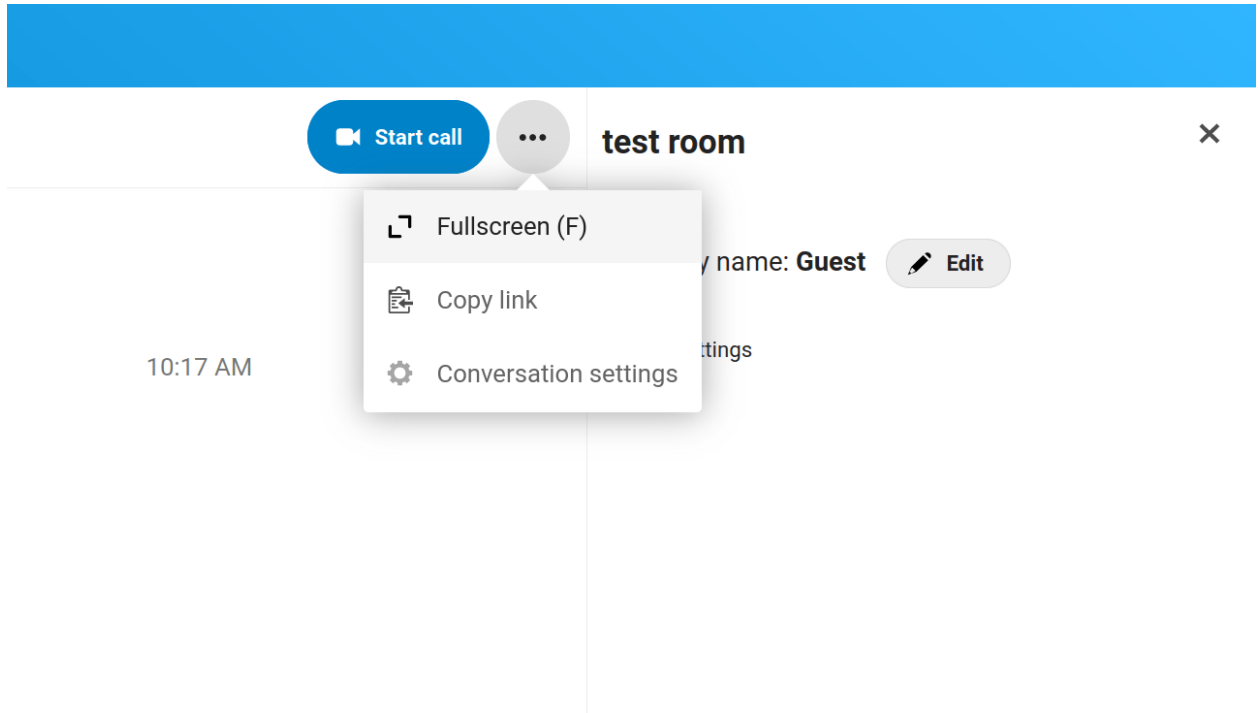 Start call
test room
Fullscreen (F)
name: Guest
Edit
Copy link
ttings
10:17 AM
Conversation settings